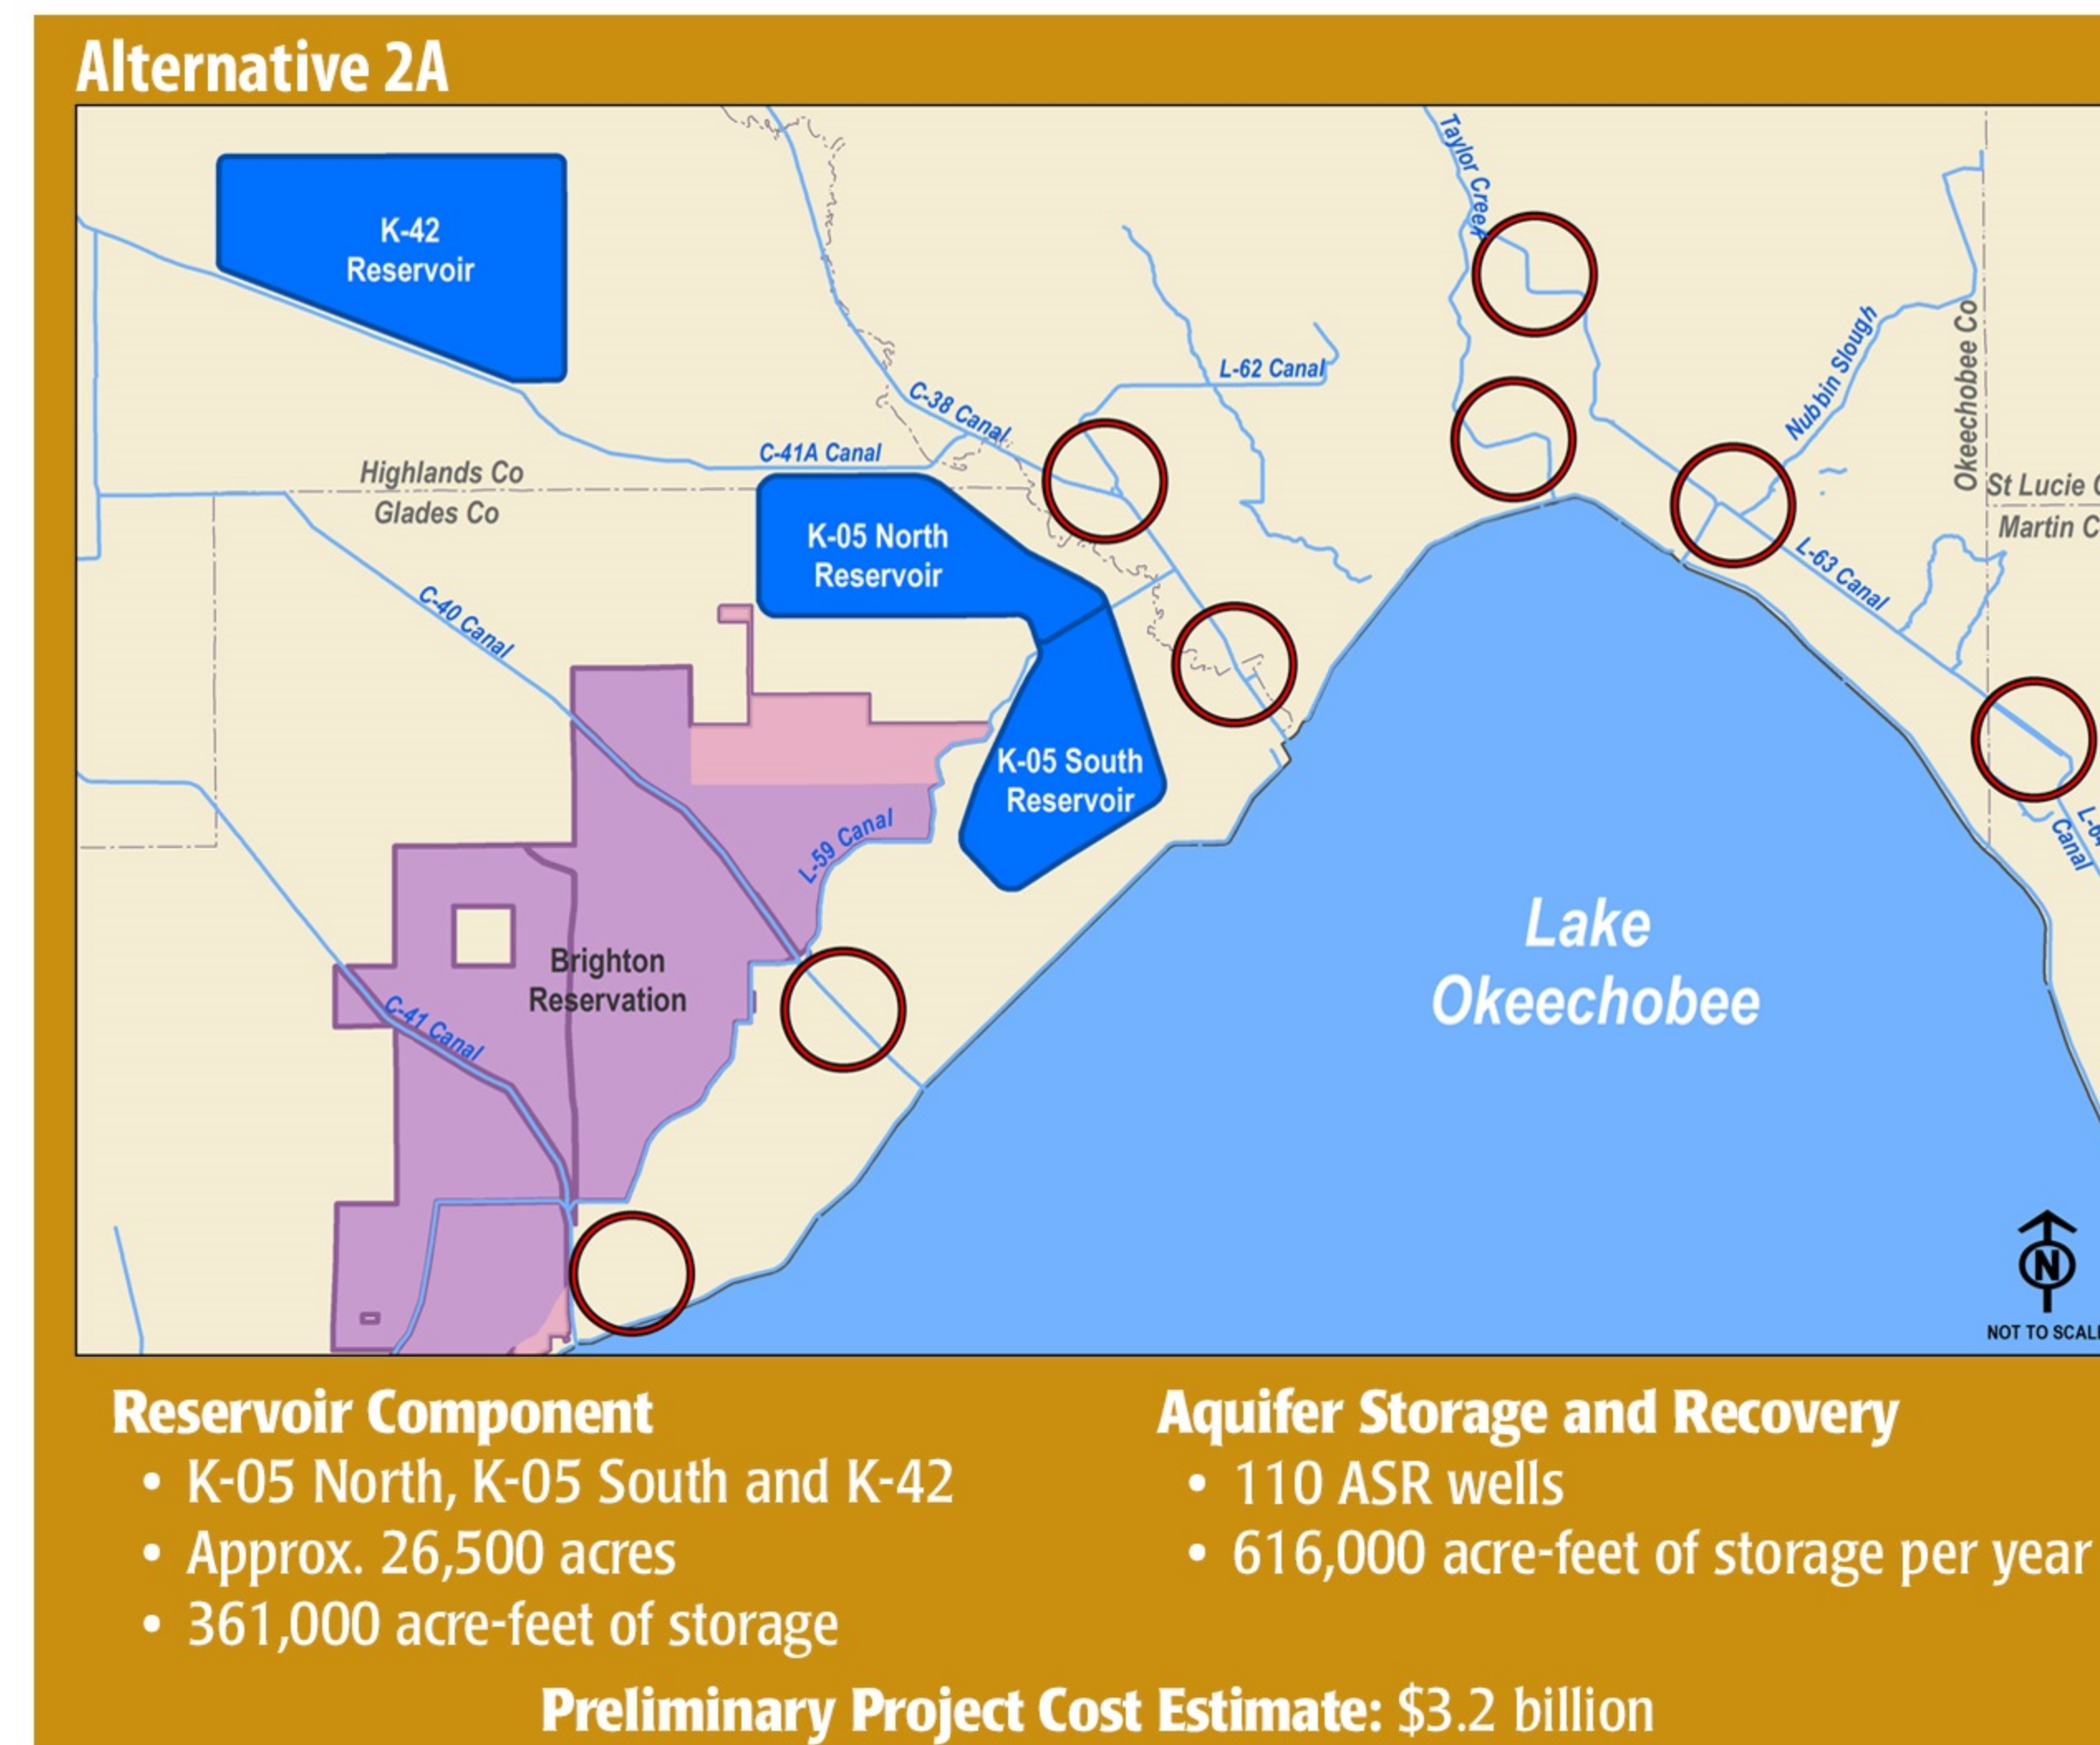 Alternative 2A
K-42
Reservoir
Taylor Creek
C-38 Canal
L-62 Canal
C-41A Canal
Nubbin Slough
Okeechobee Co
Highlands Co
Glades Co
St Lucie
Martin
K-05 North
Reservoir
L-63 Canal
C-40 Canal
K-05 South
Reservoir
L-59 Canal
Canal
Brighton
Reservation
C-41 Canal
Lake
Okeechobee
N
NOT TO SCAL
Reservoir Component
• K-05 North, K-05 South and K-42
• Approx. 26,500 acres
• 361,000 acre-feet of storage
Aquifer Storage and Recovery
• 110 ASR wells
• 616,000 acre-feet of storage per year
Preliminary Project Cost Estimate: $3.2 billion